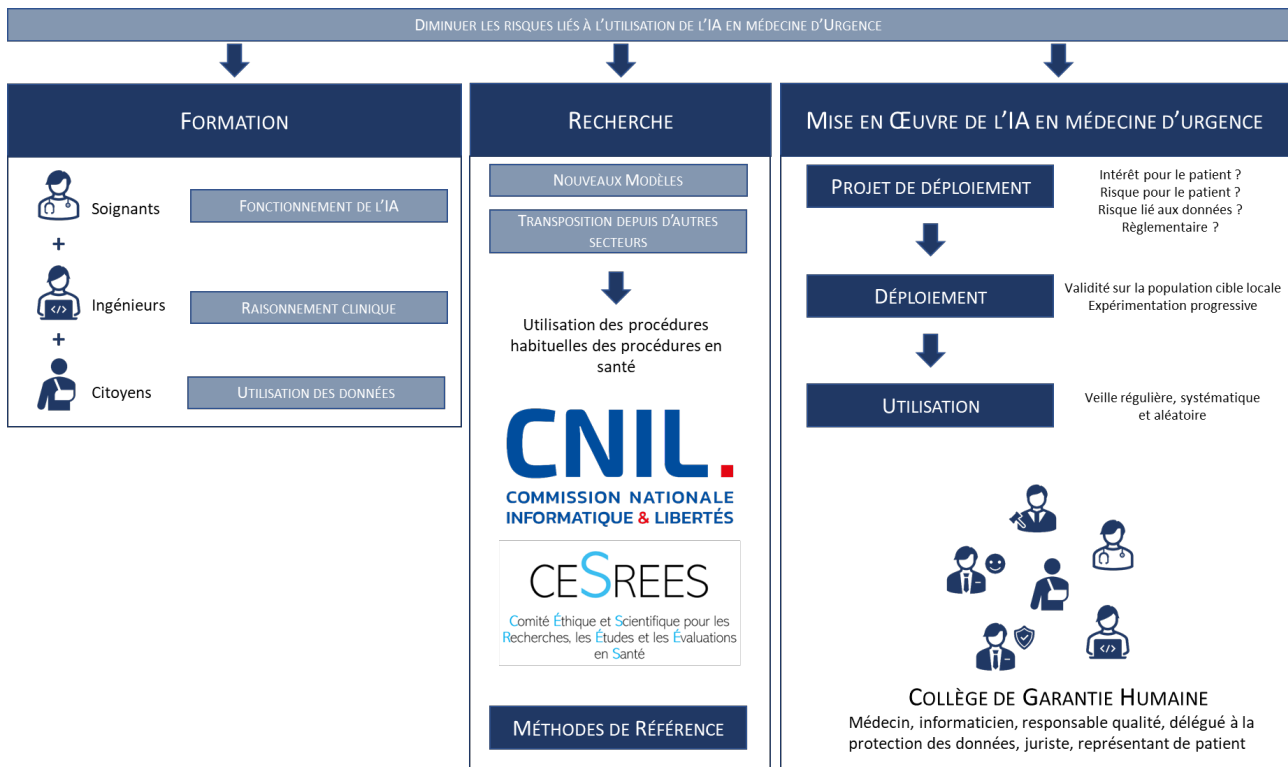 DIMINUER LES RISQUES LIÉS À L'UTILISATION DE L'IA EN MÉDECINE D'URGENCE
FORMATION
Soignants
FONCTIONNEMENT DE L'IA
+
Ingénieurs
RAISONNEMENT CLINIQUE
+
Citoyens
UTILISATION DES DONNÉES
RECHERCHE
NOUVEAUX MODÈLES
TRANSPOSITION DEPUIS D'AUTRES
SECTEURS
Utilisation des procédures
habituelles des procédures en
santé
CNIL.
COMMISSION NATIONALE
INFORMATIQUE & LIBERTÉS
CESREES
Comité Éthique et Scientifique pour les
Recherches, les Études et les Évaluations
en Santé
MÉTHODES DE RÉFÉRENCE
MISE EN ŒUVRE DE L'IA EN MÉDECINE D'URGENCE
PROJET DE DÉPLOIEMENT
Intérêt pour le patient ?
Risque pour le patient ?
Risque lié aux données ?
Règlementaire ?
DÉPLOIEMENT
Validité sur la population cible locale
Expérimentation progressive
UTILISATION
Veille régulière, systématique
et aléatoire
</>
</>
COLLÈGE DE GARANTIE HUMAINE
Médecin, informaticien, responsable qualité, délégué à la
protection des données, juriste, représentant de patient